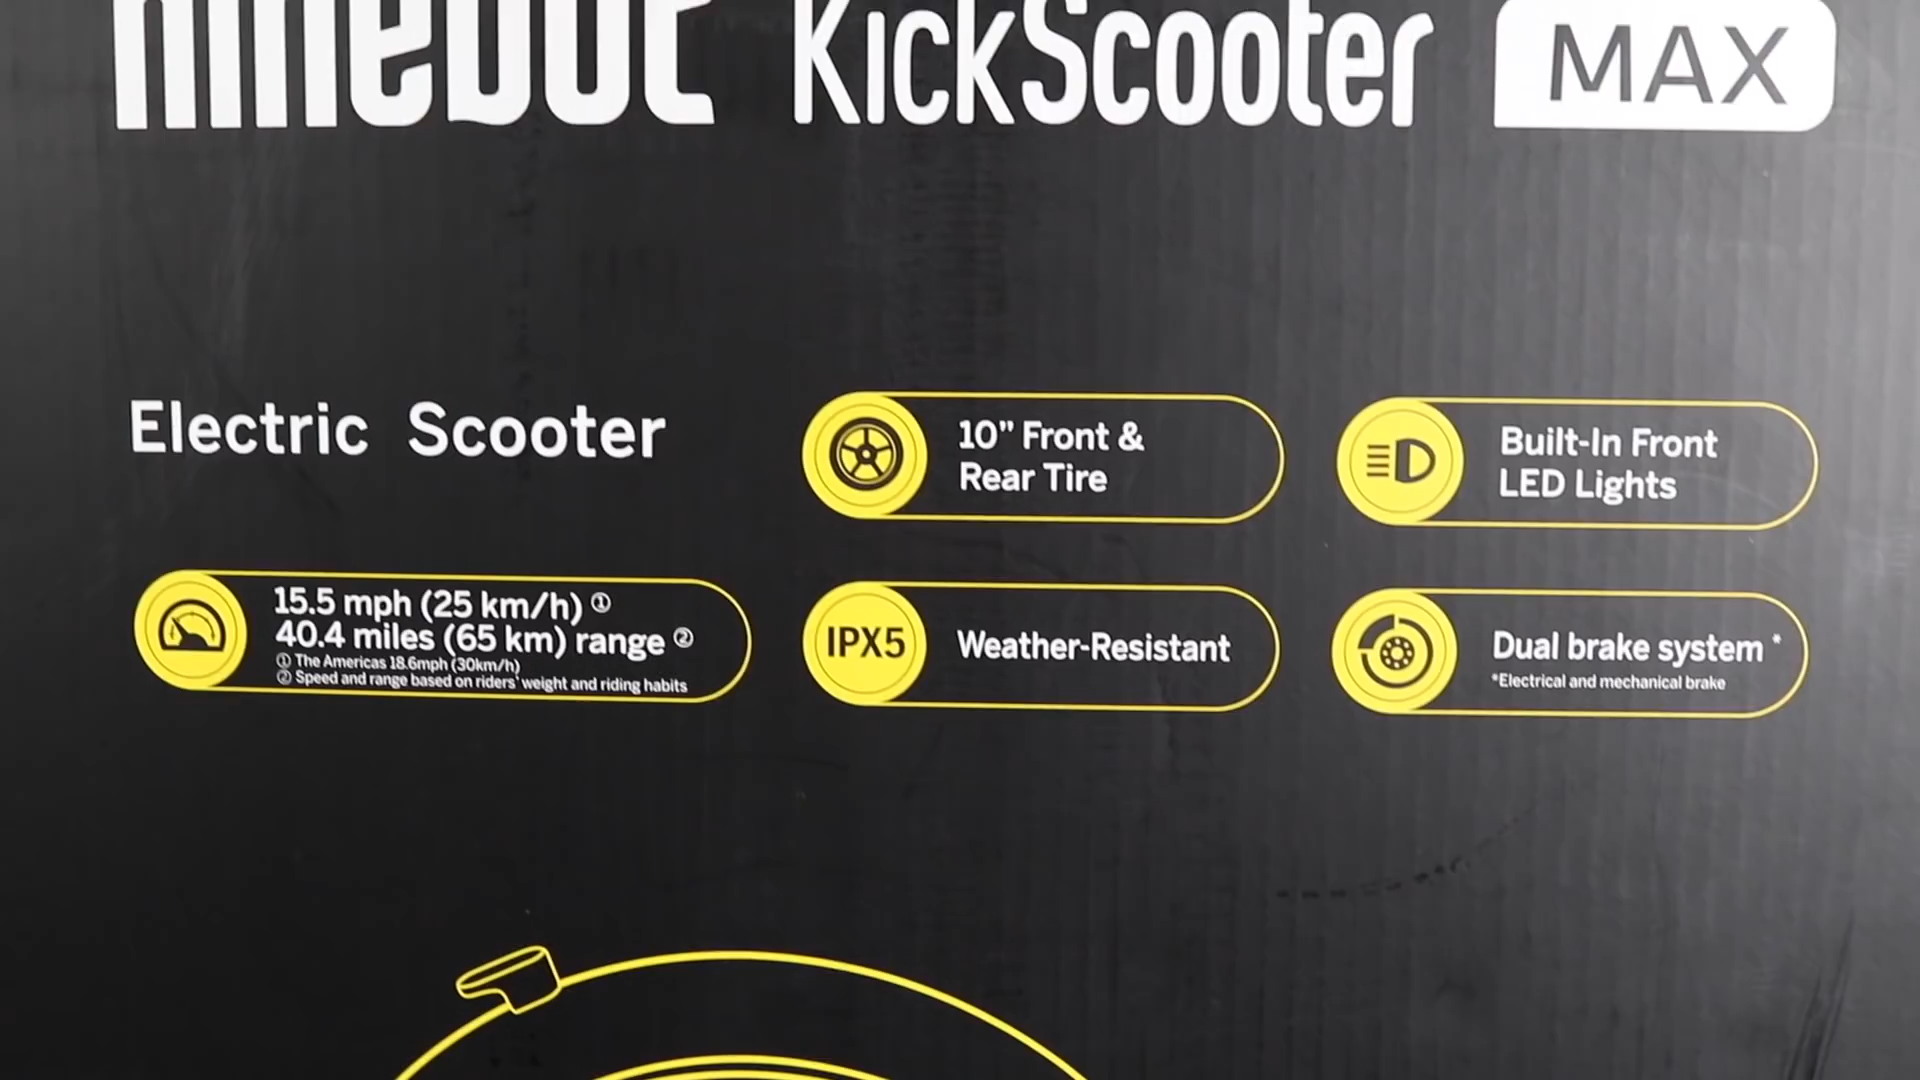 ninebot KickScooter MAX
Electric Scooter
10” Front &
Rear Tire
Built-In Front
LED Lights
15.5 mph (25 km/h) ①
40.4 miles (65 km) range ②
① The Americas 18.6mph (30km/h)
② Speed and range based on riders' weight and riding habits
IPX5
Weather-Resistant
Dual brake system *
*Electrical and mechanical brake